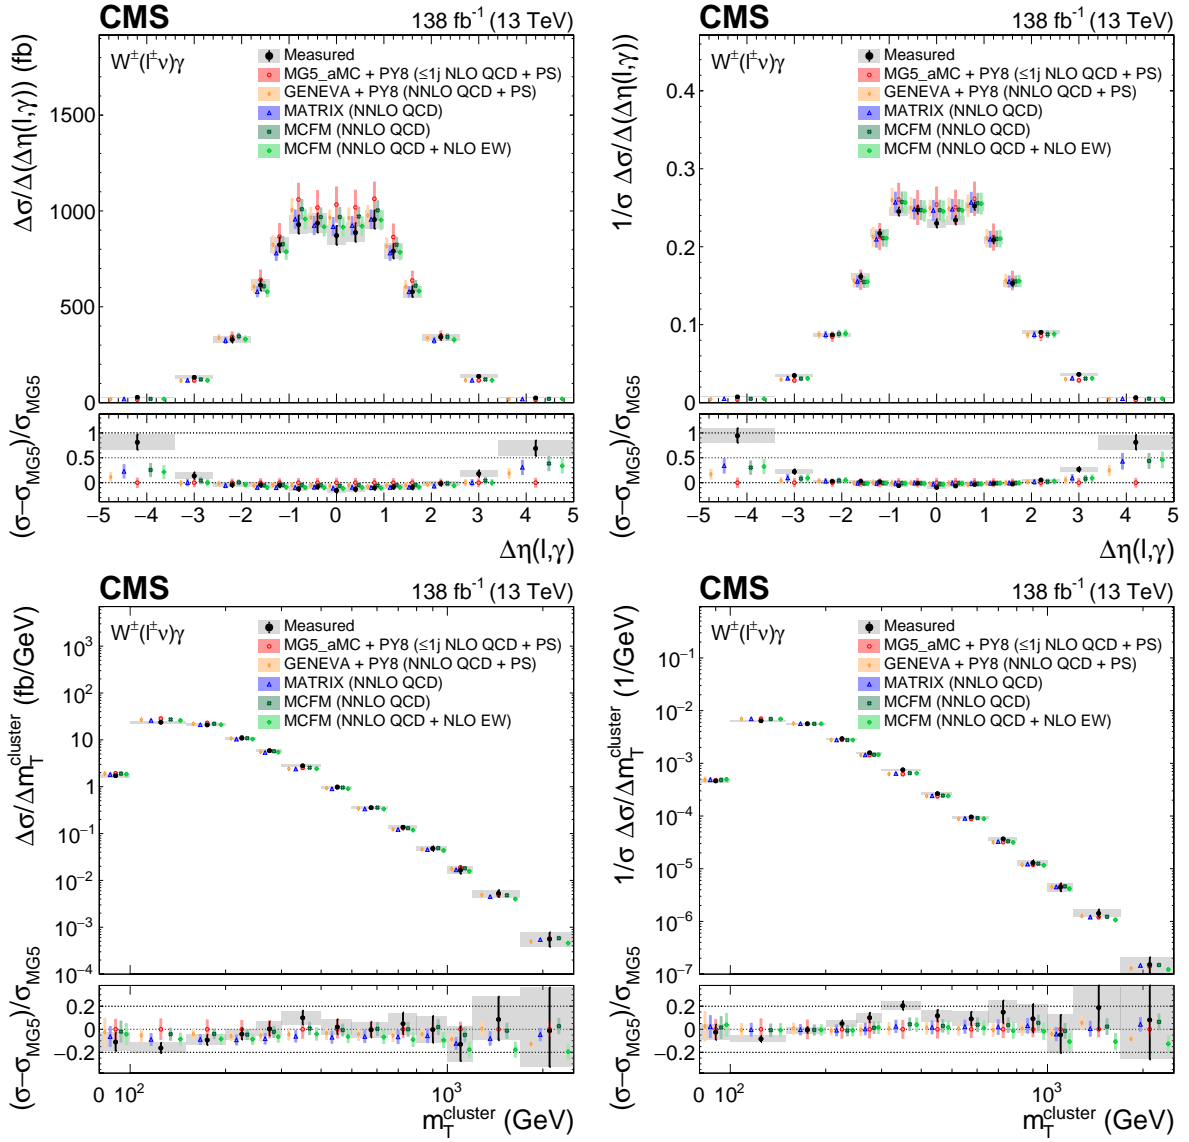 CMS 138 fb⁻¹ (13 TeV)
W±(l±ν)γ
Measured
MG5_aMC + PY8 (≤1j NLO QCD + PS)
GENEVA + PY8 (NNLO QCD + PS)
MATRIX (NNLO QCD)
MCFM (NNLO QCD)
MCFM (NNLO QCD + NLO EW)
Δσ/Δ(Δη(l,γ)) (fb)
1500
1000
500
0
(σ−σMG5)/σMG5
1
0.5
0
−5 −4 −3 −2 −1 0 1 2 3 4 5
Δη(l,γ)
CMS 138 fb⁻¹ (13 TeV)
W±(l±ν)γ
Measured
MG5_aMC + PY8 (≤1j NLO QCD + PS)
GENEVA + PY8 (NNLO QCD + PS)
MATRIX (NNLO QCD)
MCFM (NNLO QCD)
MCFM (NNLO QCD + NLO EW)
1/σ Δσ/Δ(Δη(l,γ))
0.4
0.3
0.2
0.1
0
(σ−σMG5)/σMG5
1
0.5
0
−5 −4 −3 −2 −1 0 1 2 3 4 5
Δη(l,γ)
CMS 138 fb⁻¹ (13 TeV)
W±(l±ν)γ
Measured
MG5_aMC + PY8 (≤1j NLO QCD + PS)
GENEVA + PY8 (NNLO QCD + PS)
MATRIX (NNLO QCD)
MCFM (NNLO QCD)
MCFM (NNLO QCD + NLO EW)
Δσ/Δm_T^cluster (fb/GeV)
10³
10²
10
1
10⁻¹
10⁻²
10⁻³
10⁻⁴
(σ−σMG5)/σMG5
0.2
0
−0.2
0 10² 10³
m_T^cluster (GeV)
CMS 138 fb⁻¹ (13 TeV)
W±(l±ν)γ
Measured
MG5_aMC + PY8 (≤1j NLO QCD + PS)
GENEVA + PY8 (NNLO QCD + PS)
MATRIX (NNLO QCD)
MCFM (NNLO QCD)
MCFM (NNLO QCD + NLO EW)
1/σ Δσ/Δm_T^cluster (1/GeV)
10⁻¹
10⁻²
10⁻³
10⁻⁴
10⁻⁵
10⁻⁶
10⁻⁷
(σ−σMG5)/σMG5
0.2
0
−0.2
0 10² 10³
m_T^cluster (GeV)